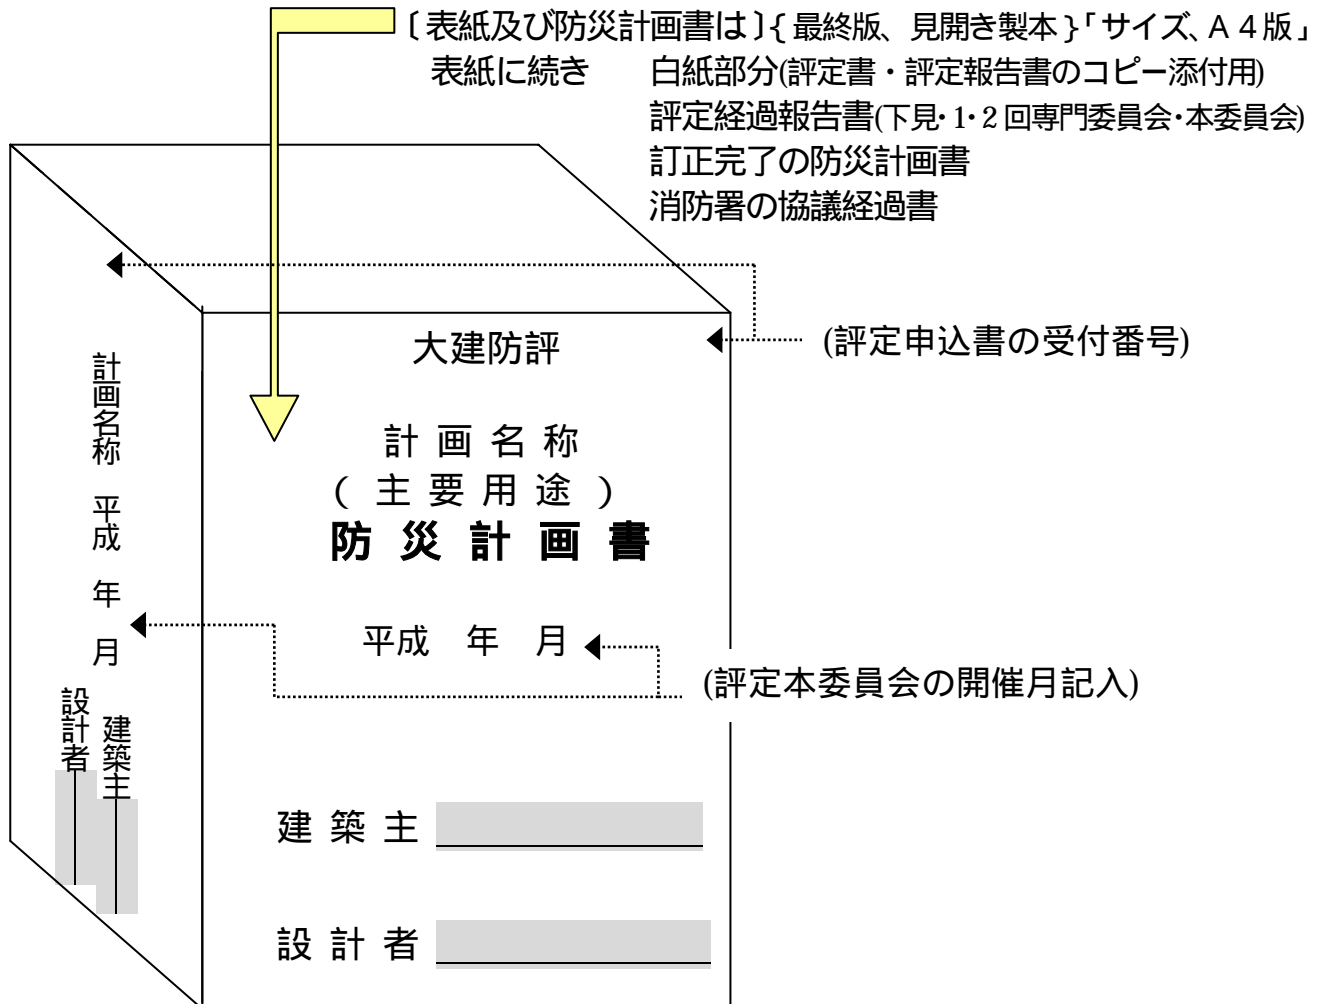 〔表紙及び防災計画書は〕{最終版、見開き製本}「サイズ、A4版」
表紙に続き　白紙部分(評定書・評定報告書のコピー添付用)
評定経過報告書(下見・1・2回専門委員会・本委員会)
訂正完了の防災計画書
消防署の協議経過書
大建防評
(評定申込書の受付番号)
計画名称
(主要用途)
防災計画書
平成　年　月
(評定本委員会の開催月記入)
建築主
設計者
計画名称　平成　年　月
設計者
建築主